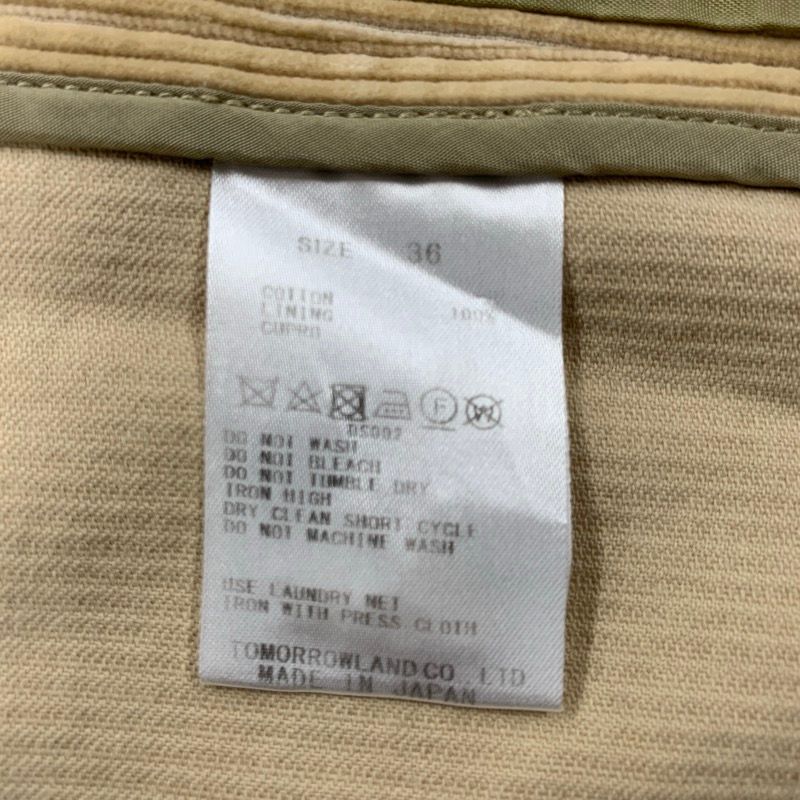 SIZE 36
COTTON
LINING 100%
CUPRO
F W
DS002
DO NOT WASH
DO NOT BLEACH
DO NOT TUMBLE DRY
IRON HIGH
DRY CLEAN SHORT CYCLE
DO NOT MACHINE WASH
USE LAUNDRY NET
IRON WITH PRESS CLOTH
TOMORROWLAND CO.,LTD
MADE IN JAPAN